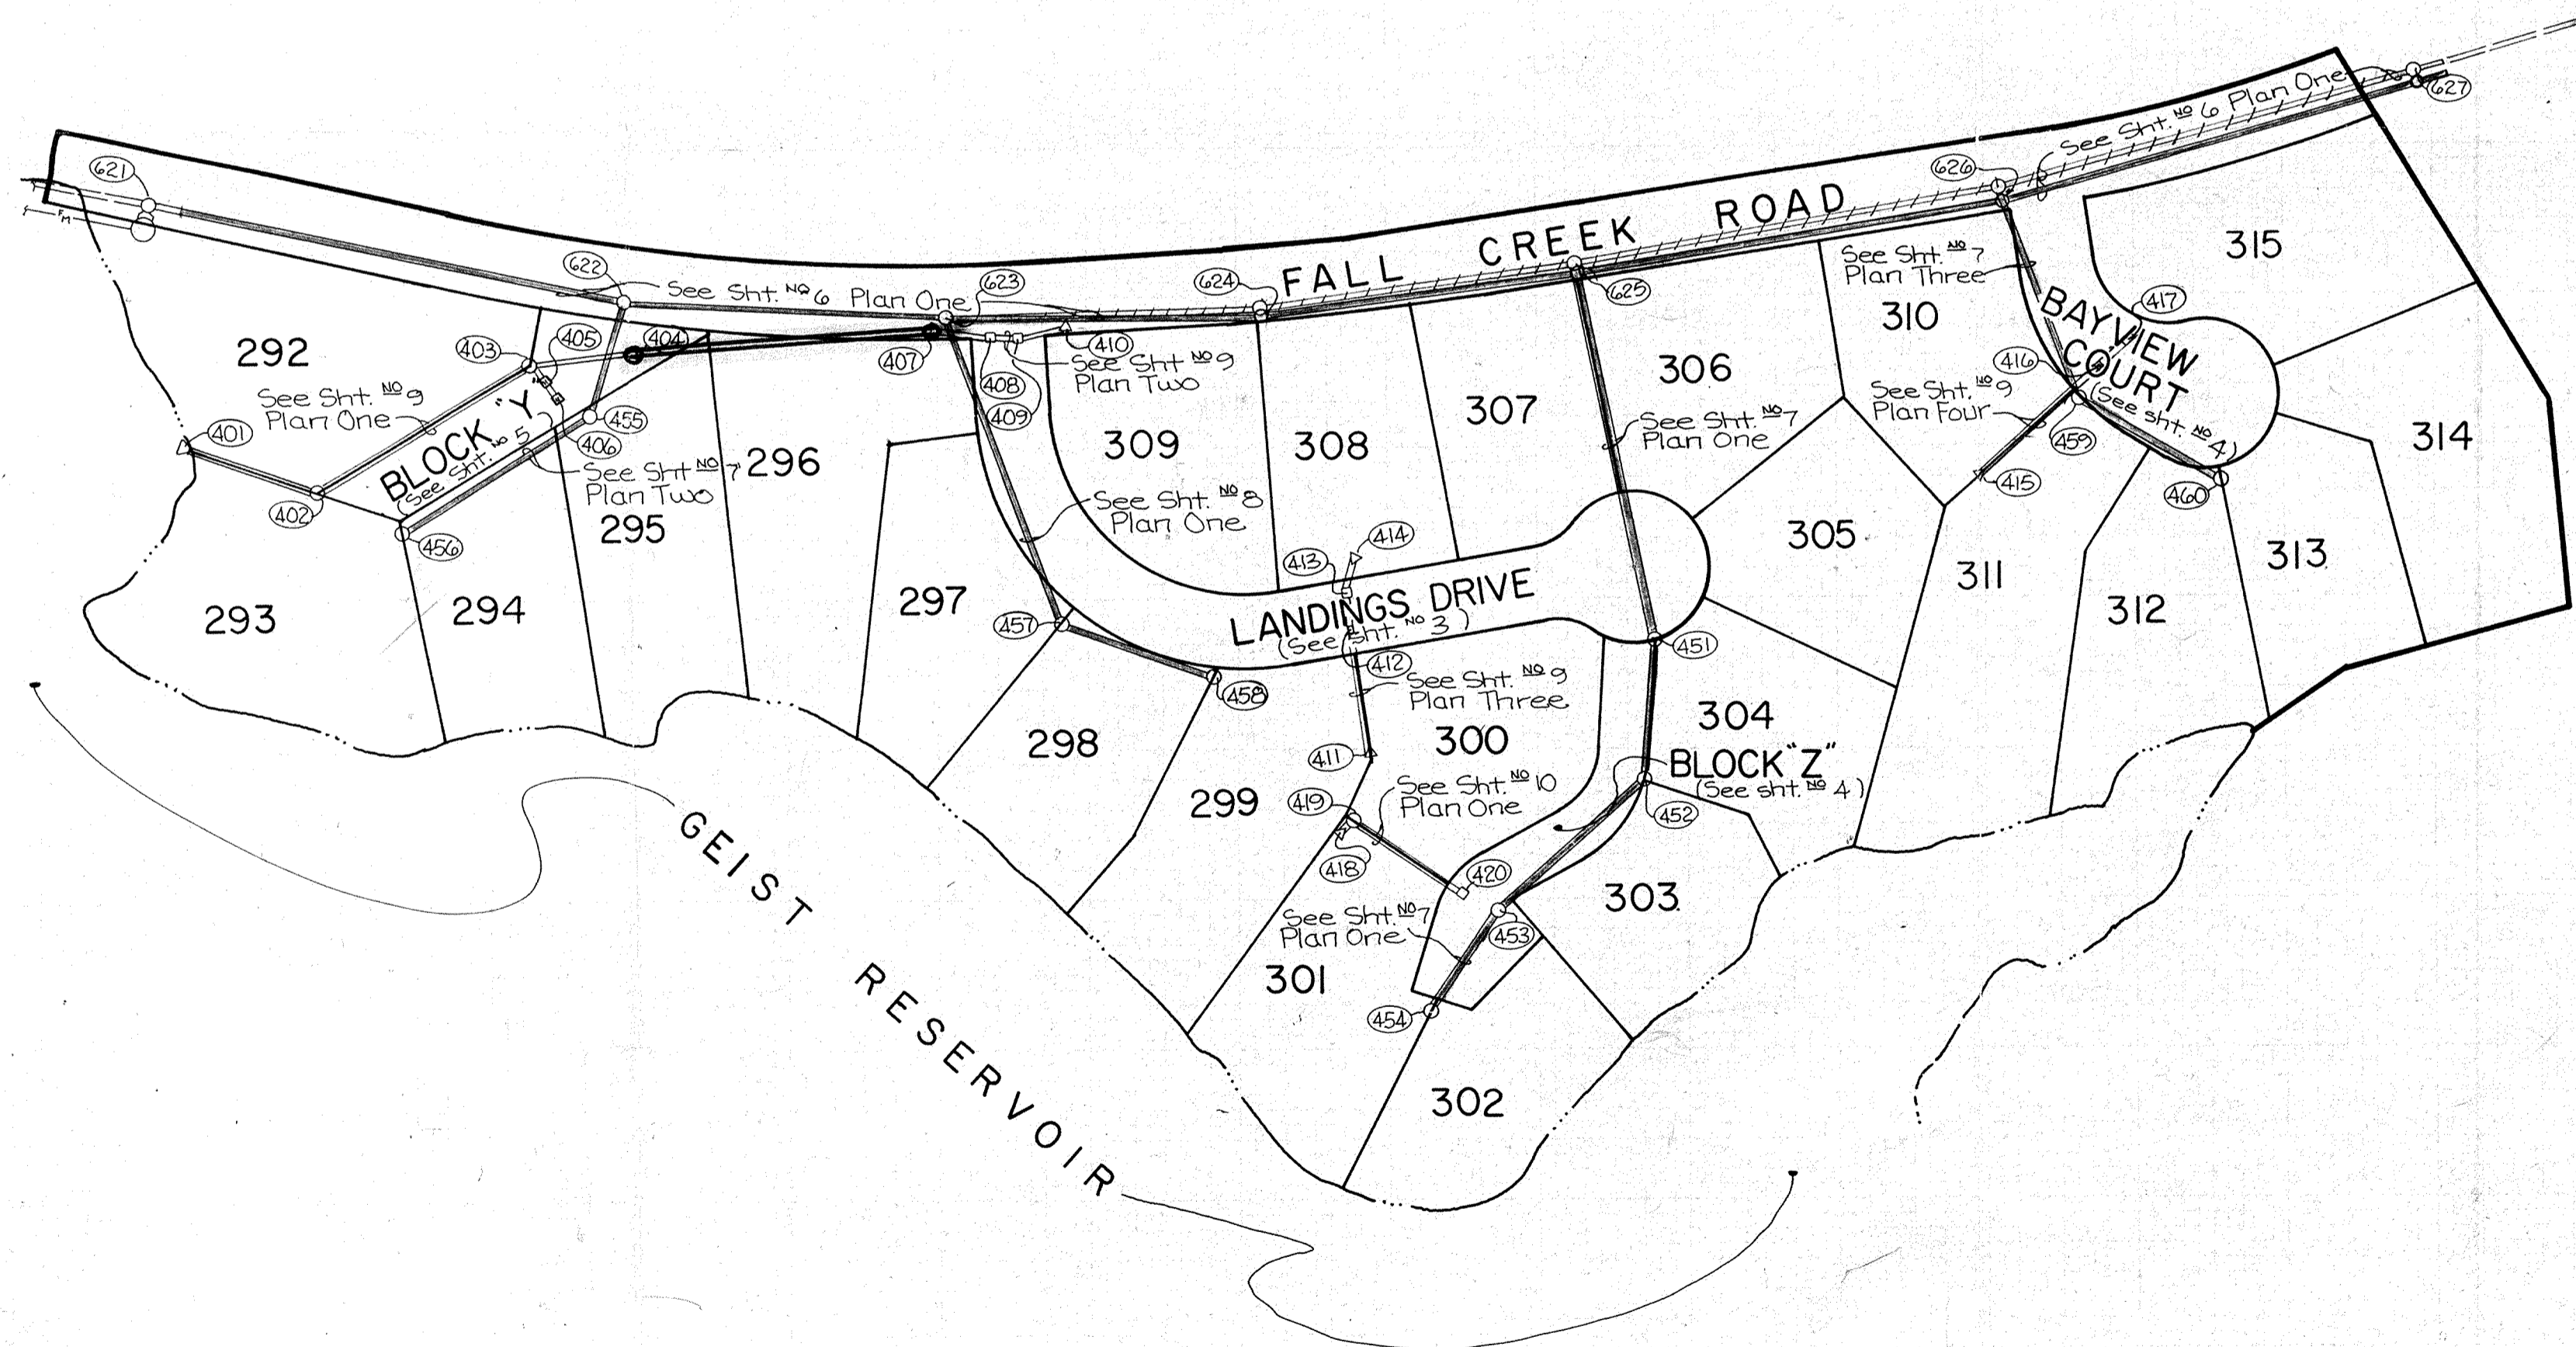 See Sht. No 6 Plan One
627
621
FM
622
See Sht. No 6 Plan One
623
624
FALL CREEK ROAD
625
626
315
292
403
405
404
407
408
409
410
See Sht No 9
Plan Two
See Sht. No 7
Plan Three
310
BAYVIEW
COURT
(See sht. No 4)
417
416
See Sht. No 9
Plan Four
459
415
460
314
See Sht. No 9
Plan One
401
402
BLOCK "Y"
(See Sht. No 5)
455
406
See Sht No 7
Plan Two
456
293
294
295
296
297
309
308
307
306
See Sht. No 7
Plan One
See Sht. No 8
Plan One
305
311
312
313
413
414
LANDINGS DRIVE
(See Sht. No 3)
457
458
412
451
See Sht. No 9
Plan Three
300
298
299
411
304
BLOCK "Z"
(See sht. No 4)
452
See Sht. No 10
Plan One
419
418
420
303
See Sht. No 7
Plan One
453
301
454
302
GEIST RESERVOIR